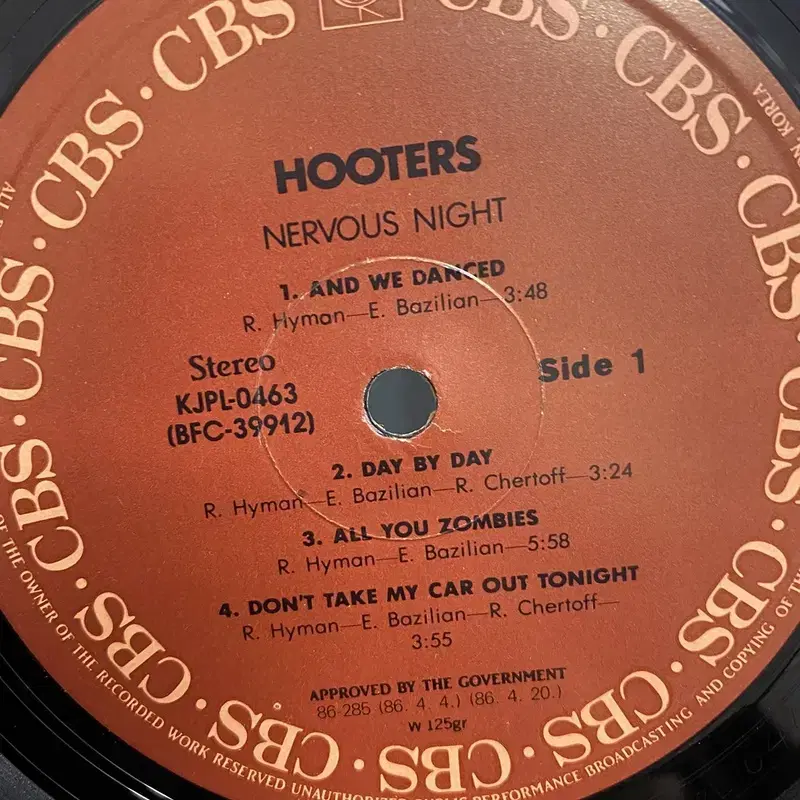 HOOTERS
NERVOUS NIGHT
1. AND WE DANCED
R. Hyman—E. Bazilian—3:48
Stereo
Side 1
KJPL-0463
(BFC-39912)
2. DAY BY DAY
R. Hyman—E. Bazilian—R. Chertoff—3:24
3. ALL YOU ZOMBIES
R. Hyman—E. Bazilian—5:58
4. DON'T TAKE MY CAR OUT TONIGHT
R. Hyman—E. Bazilian—R. Chertoff—
3:55
APPROVED BY THE GOVERNMENT
86-285 (86. 4. 4.) (86. 4. 20.)
W 125gr
CBS · CBS · CBS · CBS · CBS · CBS · CBS · CBS · CBS · CBS · CBS · CBS · CBS · CBS
ALL
OF THE OWNER OF THE RECORDED WORK RESERVED UNAUTHORIZED PUBLIC PERFORMANCE BROADCASTING AND COPYING OF
KOREA